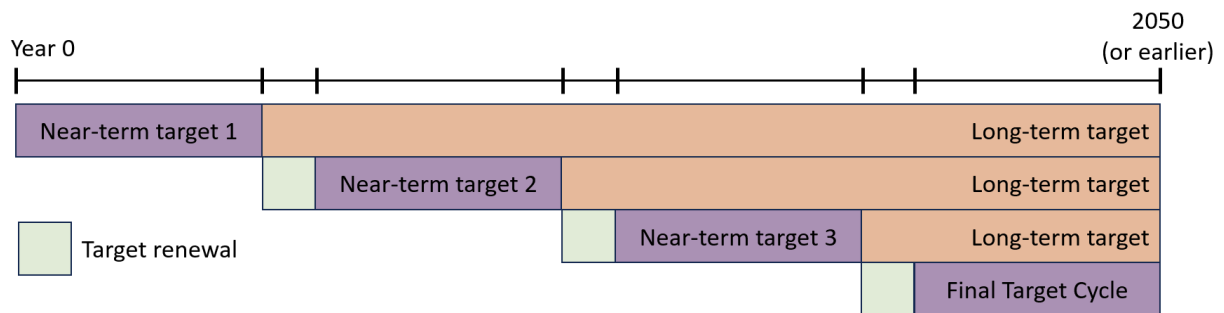 2050
Year 0
(or earlier)
Near-term target 1
Long-term target
Near-term target 2
Long-term target
Near-term target 3
Long-term target
Target renewal
Final Target Cycle